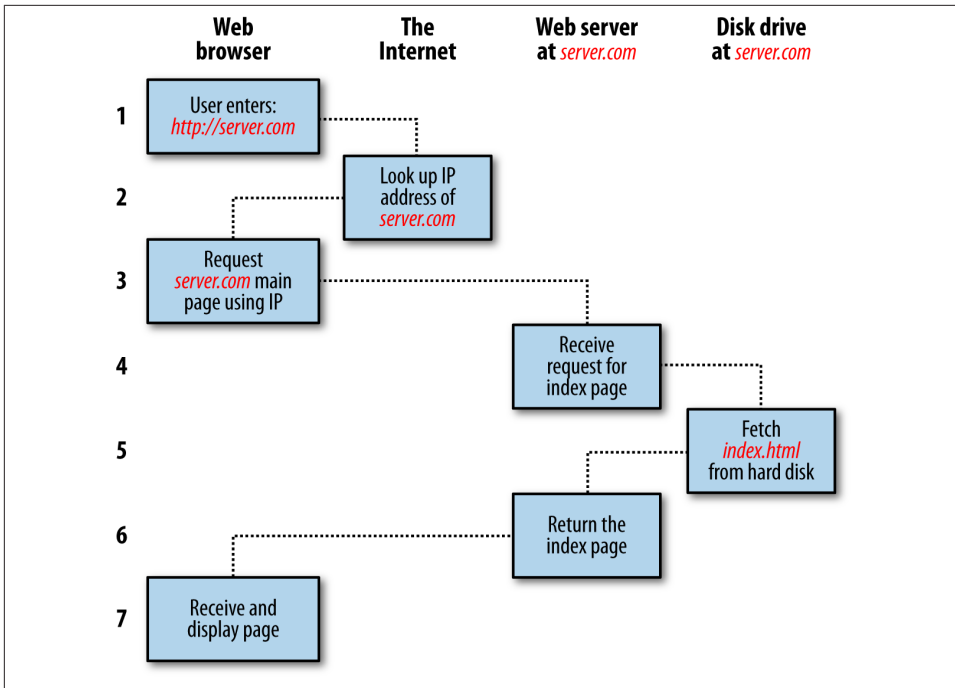 Web
browser
The
Internet
Web server
at server.com
Disk drive
at server.com
1
User enters:
http://server.com
2
Look up IP
address of
server.com
3
Request
server.com main
page using IP
4
Receive
request for
index page
5
Fetch
index.html
from hard disk
6
Return the
index page
7
Receive and
display page